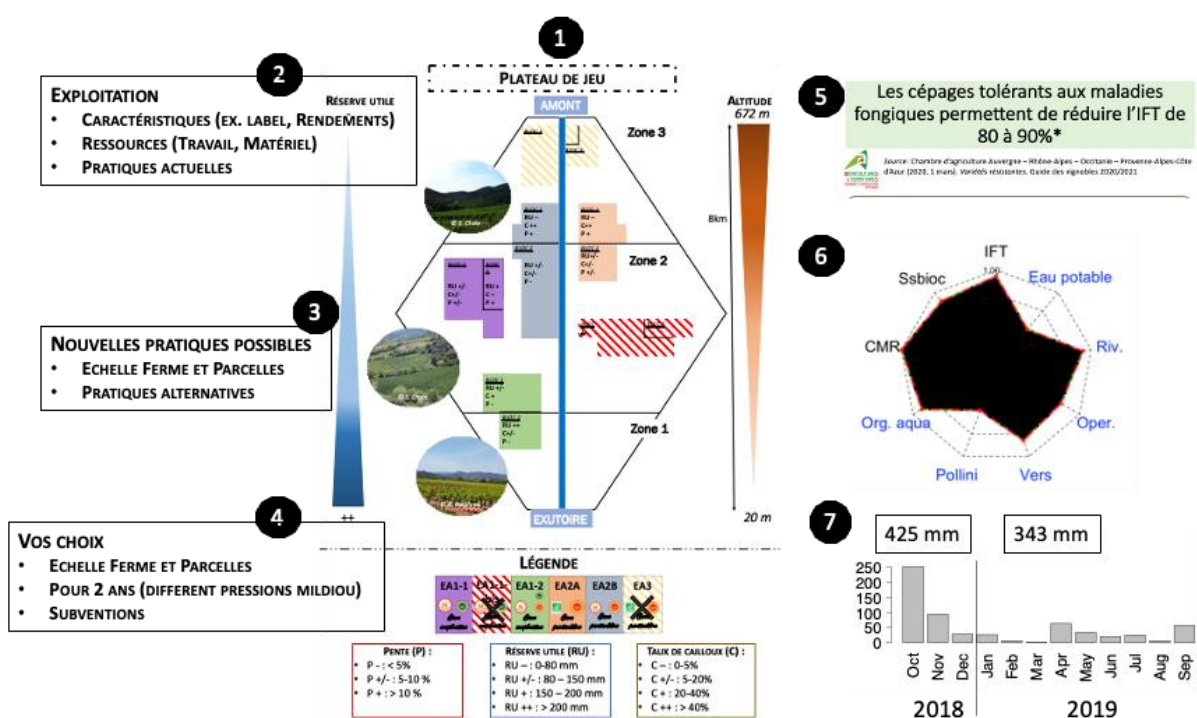 1
PLATEAU DE JEU
AMONT
2
EXPLOITATION
• CARACTÉRISTIQUES (EX. LABEL, RENDEMENTS)
• RESSOURCES (TRAVAIL, MATÉRIEL)
• PRATIQUES ACTUELLES
RÉSERVE UTILE
++
3
NOUVELLES PRATIQUES POSSIBLES
• ECHELLE FERME ET PARCELLES
• PRATIQUES ALTERNATIVES
4
VOS CHOIX
• ECHELLE FERME ET PARCELLES
• POUR 2 ANS (DIFFERENT PRESSIONS MILDIOU)
• SUBVENTIONS
Zone 3
RU –
C ++
P +
RU –
C++
P +
Zone 2
RU +/-
C+/-
P -
RU+/-
C+/-
P +/-
RU +/-
C+/-
P +/-
RU +
C –
P +
RU +/-
C +
P -
RU ++
C+/-
P -
Zone 1
EXUTOIRE
ALTITUDE
672 m
8km
20 m
LÉGENDE
EA1-1
EA1-1-
EA1-2
EA2A
EA2B
EA3
PENTE (P) :
• P - : < 5%
• P +/- : 5-10 %
• P + : > 10 %
RÉSERVE UTILE (RU) :
• RU – : 0-80 mm
• RU +/- : 80 – 150 mm
• RU + : 150 – 200 mm
• RU ++ : > 200 mm
TAUX DE CAILLOUX (C) :
• C – : 0-5%
• C +/- : 5-20%
• C + : 20-40%
• C ++ : > 40%
5
Les cépages tolérants aux maladies
fongiques permettent de réduire l'IFT de
80 à 90%*
Source: Chambre d'agriculture Auvergne – Rhône-Alpes – Occitanie – Provence-Alpes-Côte
d'Azur (2020, 1 mars). Variétés résistantes. Guide des vignobles 2020/2021
6
IFT
1.00
Eau potable
Riv.
Oper.
Vers
Pollini
Org. aqua
CMR
Ssbioc
7
425 mm
343 mm
250
200
150
100
50
0
Oct
Nov
Dec
Jan
Feb
Mar
Apr
May
Jun
Jul
Aug
Sep
2018
2019